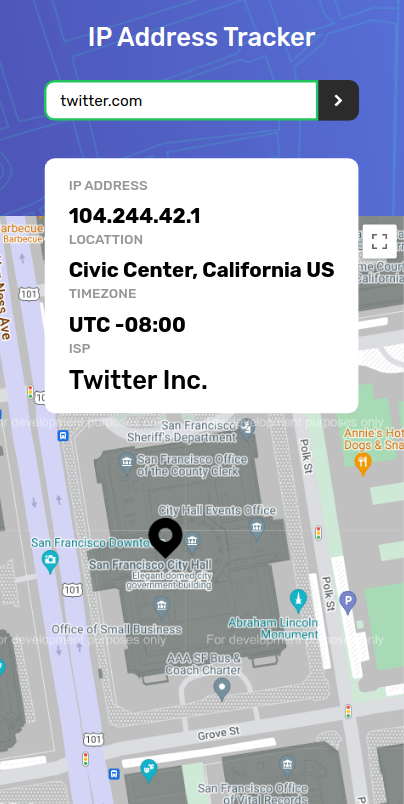 IP Address Tracker
twitter.com
IP ADDRESS
104.244.42.1
LOCATTION
Civic Center, California US
TIMEZONE
UTC -08:00
ISP
Twitter Inc.
Barbecue
101
Ness Ave
For development purposes only
San Francisco
Sheriff's Department
Polk St
Annie's Hot
Dogs & Sna
San Francisco Office
of the County Clerk
City Hall Events Office
San Francisco Downto
San Francisco City Hall
Elegant domed city
government building
101
Polk St
P
Office of Small Business
Abraham Lincoln
Monument
For development purposes only
For development purposes only
AAA SF Bus &
Coach Charter
101
Grove St
San Francisco Office
of Vital Records